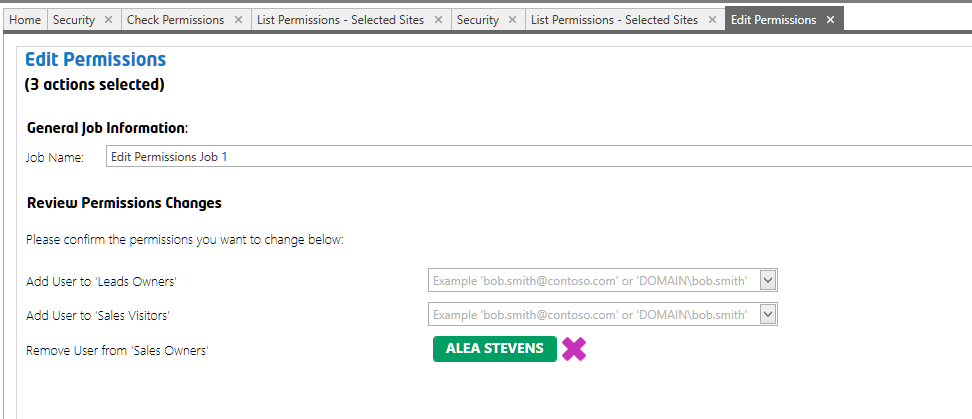 Home Security ✕ Check Permissions ✕ List Permissions - Selected Sites ✕ Security ✕ List Permissions - Selected Sites ✕ Edit Permissions ✕
Edit Permissions
(3 actions selected)
General Job Information:
Job Name: Edit Permissions Job 1
Review Permissions Changes
Please confirm the permissions you want to change below:
Add User to 'Leads Owners' Example 'bob.smith@contoso.com' or 'DOMAIN\bob.smith'
Add User to 'Sales Visitors' Example 'bob.smith@contoso.com' or 'DOMAIN\bob.smith'
Remove User from 'Sales Owners' ALEA STEVENS